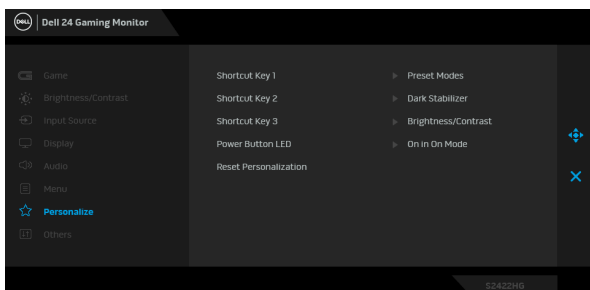 DELL Dell 24 Gaming Monitor
Game
Brightness/Contrast
Input Source
Display
Audio
Menu
Personalize
Others
Shortcut Key 1 Preset Modes
Shortcut Key 2 Dark Stabilizer
Shortcut Key 3 Brightness/Contrast
Power Button LED On in On Mode
Reset Personalization
S2422HG